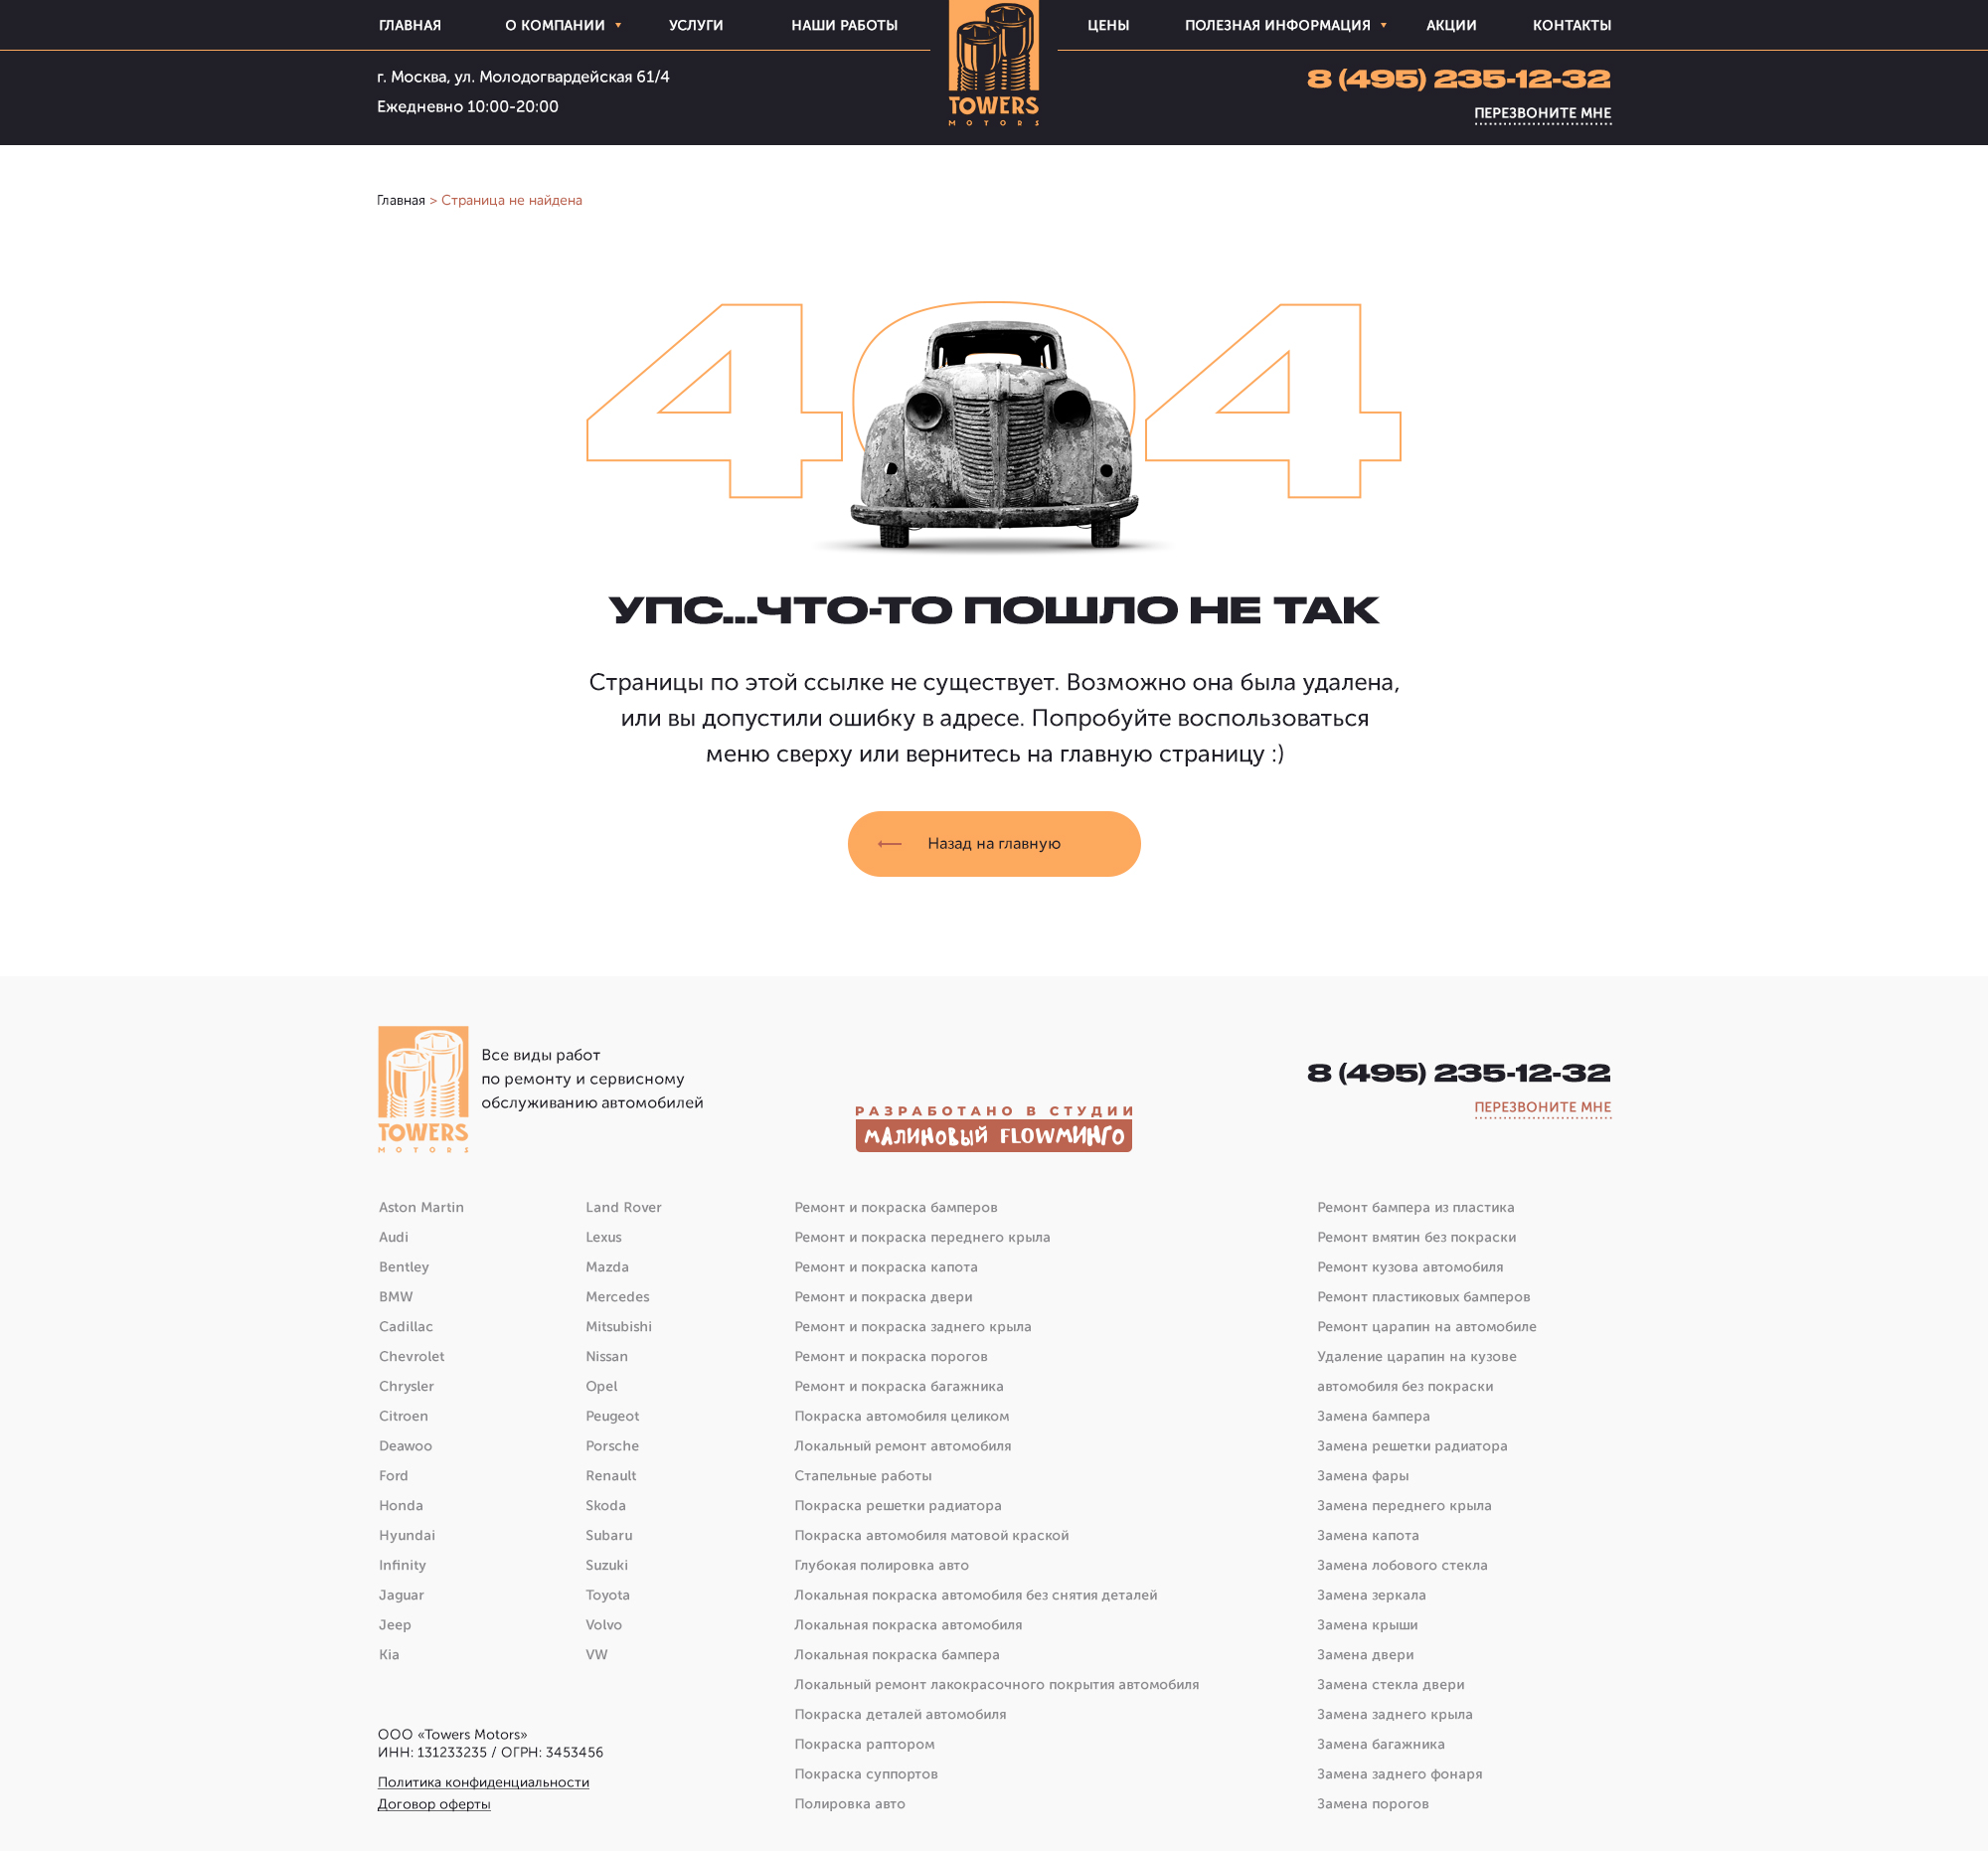 ГЛАВНАЯ
О КОМПАНИИ
УСЛУГИ
НАШИ РАБОТЫ
ЦЕНЫ
ПОЛЕЗНАЯ ИНФОРМАЦИЯ
АКЦИИ
КОНТАКТЫ
TOWERS
MOTORS
г. Москва, ул. Молодогвардейская 61/4
Ежедневно 10:00-20:00
8 (495) 235-12-32
ПЕРЕЗВОНИТЕ МНЕ
Главная > Страница не найдена
404
УПС...ЧТО-ТО ПОШЛО НЕ ТАК
Страницы по этой ссылке не существует. Возможно она была удалена,
или вы допустили ошибку в адресе. Попробуйте воспользоваться
меню сверху или вернитесь на главную страницу :)
Назад на главную
TOWERS
MOTORS
Все виды работ
по ремонту и сервисному
обслуживанию автомобилей
РАЗРАБОТАНО В СТУДИИ
МАЛИНОВЫЙ FLOWМИНГО
8 (495) 235-12-32
ПЕРЕЗВОНИТЕ МНЕ
Aston Martin
Audi
Bentley
BMW
Cadillac
Chevrolet
Chrysler
Citroen
Deawoo
Ford
Honda
Hyundai
Infinity
Jaguar
Jeep
Kia
Land Rover
Lexus
Mazda
Mercedes
Mitsubishi
Nissan
Opel
Peugeot
Porsche
Renault
Skoda
Subaru
Suzuki
Toyota
Volvo
VW
Ремонт и покраска бамперов
Ремонт и покраска переднего крыла
Ремонт и покраска капота
Ремонт и покраска двери
Ремонт и покраска заднего крыла
Ремонт и покраска порогов
Ремонт и покраска багажника
Покраска автомобиля целиком
Локальный ремонт автомобиля
Стапельные работы
Покраска решетки радиатора
Покраска автомобиля матовой краской
Глубокая полировка авто
Локальная покраска автомобиля без снятия деталей
Локальная покраска автомобиля
Локальная покраска бампера
Локальный ремонт лакокрасочного покрытия автомобиля
Покраска деталей автомобиля
Покраска раптором
Покраска суппортов
Полировка авто
Ремонт бампера из пластика
Ремонт вмятин без покраски
Ремонт кузова автомобиля
Ремонт пластиковых бамперов
Ремонт царапин на автомобиле
Удаление царапин на кузове
автомобиля без покраски
Замена бампера
Замена решетки радиатора
Замена фары
Замена переднего крыла
Замена капота
Замена лобового стекла
Замена зеркала
Замена крыши
Замена двери
Замена стекла двери
Замена заднего крыла
Замена багажника
Замена заднего фонаря
Замена порогов
ООО «Towers Motors»
ИНН: 131233235 / ОГРН: 3453456
Политика конфиденциальности
Договор оферты